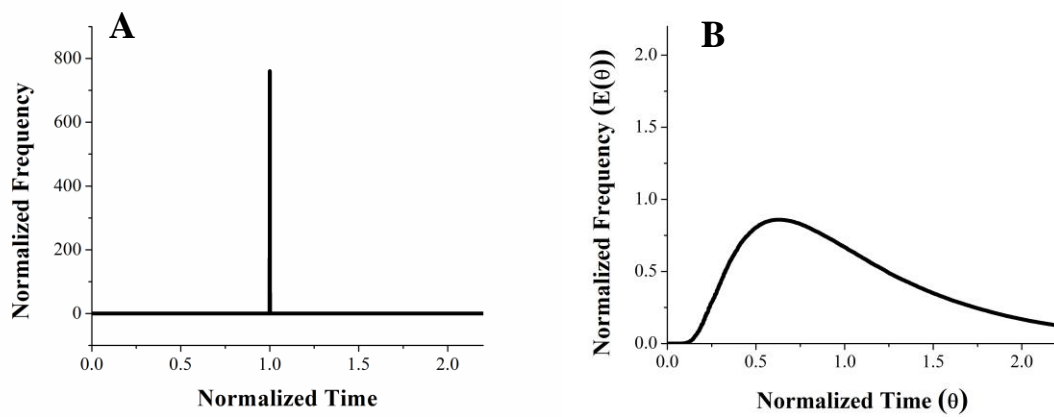 A
Normalized Frequency
800
600
400
200
0
0.0 0.5 1.0 1.5 2.0
Normalized Time
B
Normalized Frequency (E(θ))
2.0
1.5
1.0
0.5
0.0
0.0 0.5 1.0 1.5 2.0
Normalized Time (θ)